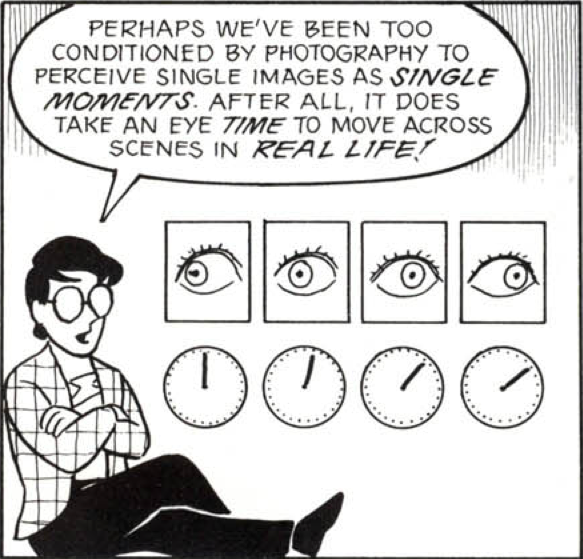 PERHAPS WE'VE BEEN TOO
CONDITIONED BY PHOTOGRAPHY TO
PERCEIVE SINGLE IMAGES AS SINGLE
MOMENTS. AFTER ALL, IT DOES
TAKE AN EYE TIME TO MOVE ACROSS
SCENES IN REAL LIFE!